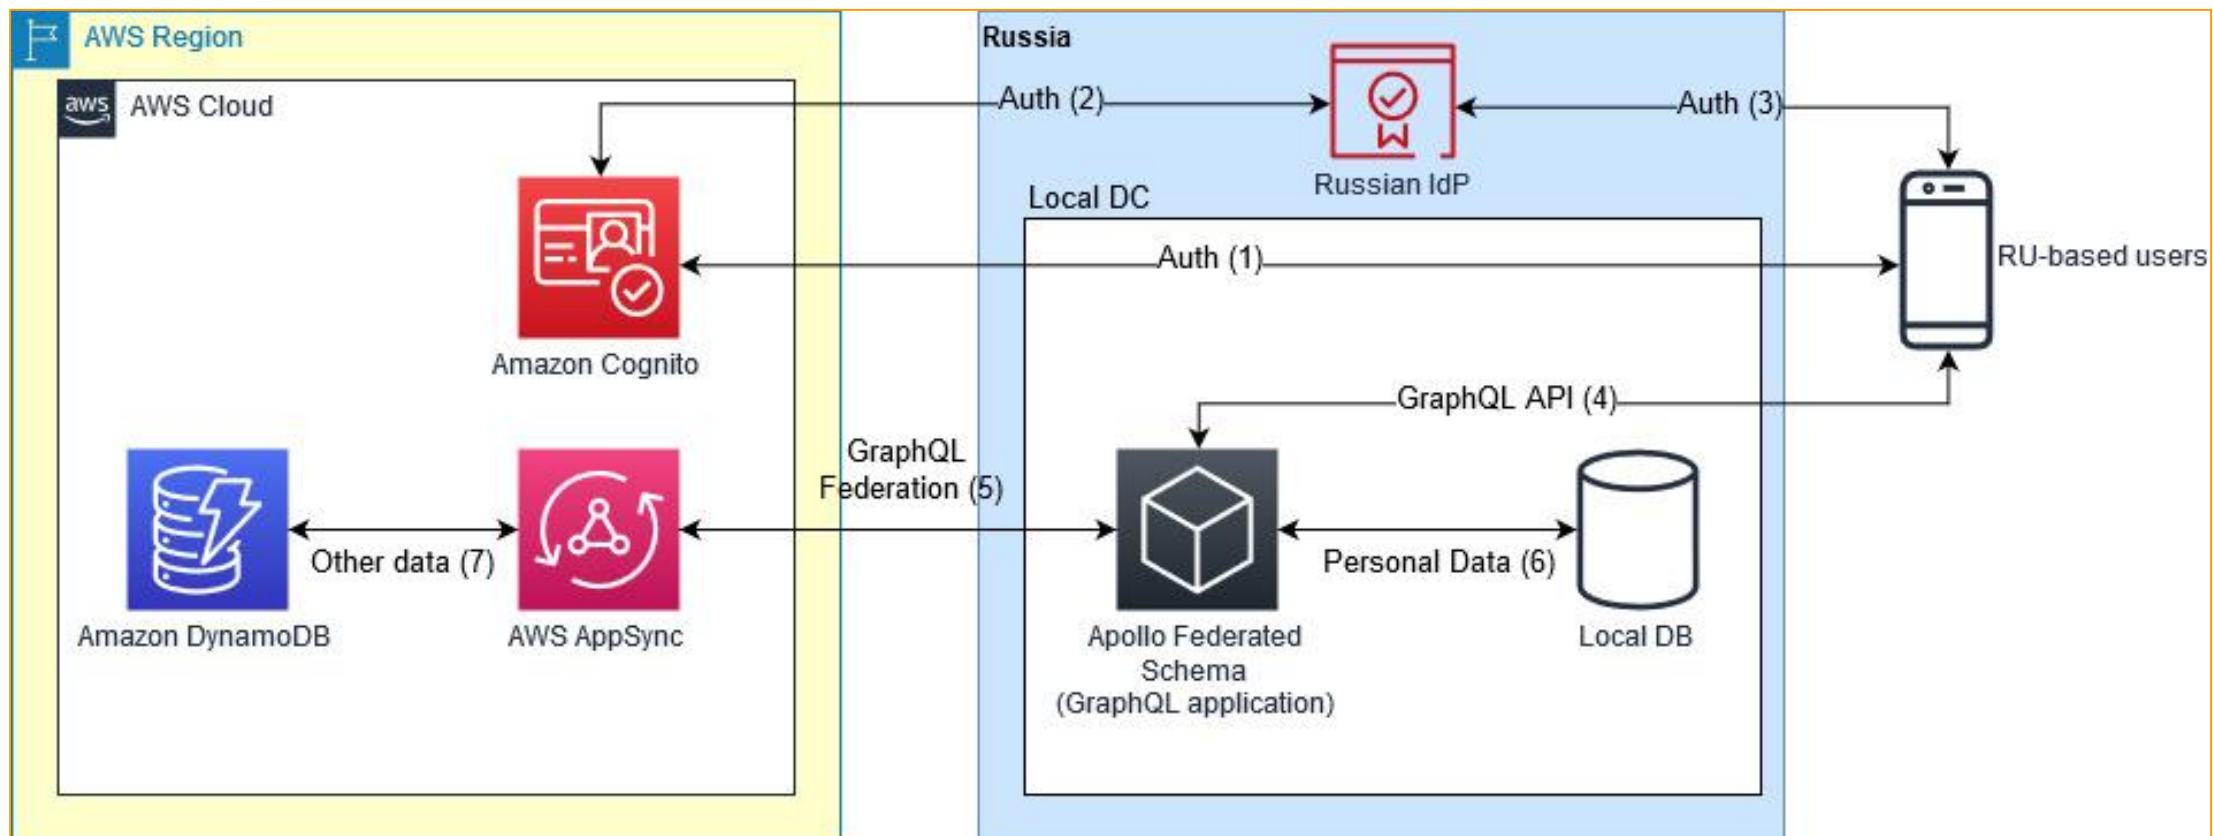 AWS Region
Russia
aws
AWS Cloud
Auth (2)
Auth (3)
Russian IdP
Local DC
Auth (1)
RU-based users
Amazon Cognito
GraphQL API (4)
GraphQL
Federation (5)
Other data (7)
Personal Data (6)
Amazon DynamoDB
AWS AppSync
Apollo Federated
Schema
(GraphQL application)
Local DB